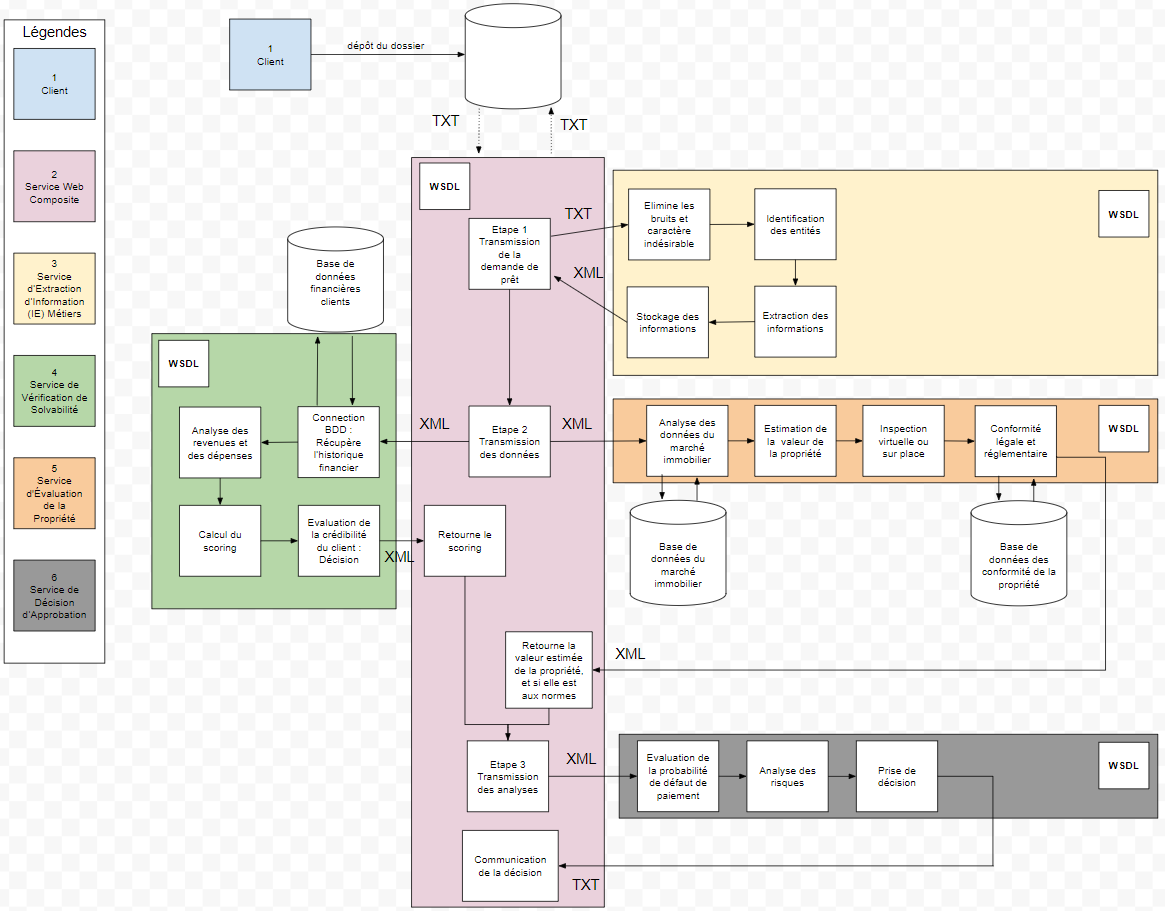 Légendes
1
Client
2
Service Web
Composite
3
Service
d'Extraction
d'Information
(IE) Métiers
4
Service de
Vérification de
Solvabilité
5
Service
d'Évaluation
de la
Propriété
6
Service de
Décision
d'Approbation
1
Client
dépôt du dossier
TXT
TXT
WSDL
Etape 1
Transmission
de la
demande de
prêt
TXT
XML
Elimine les
bruits et
caractère
indésirable
Identification
des entités
WSDL
Stockage des
informations
Extraction des
informations
Base de
données
financières
clients
WSDL
Analyse des
revenues et
des dépenses
Connection
BDD :
Récupère
l'historique
financier
XML
Etape 2
Transmission
des données
XML
Analyse des
données du
marché
immobilier
Estimation de
la valeur de
la propriété
Inspection
virtuelle ou
sur place
Conformité
légale et
réglementaire
WSDL
Calcul du
scoring
Evaluation de
la crédibilité
du client :
Décision
XML
Retourne le
scoring
Base de
données du
marché
immobilier
Base de
données des
conformité de la
propriété
Retourne la
valeur estimée
de la propriété,
et si elle est
aux normes
XML
Etape 3
Transmission
des analyses
XML
Evaluation de
la probabilité
de défaut de
paiement
Analyse des
risques
Prise de
décision
WSDL
Communication
de la décision
TXT